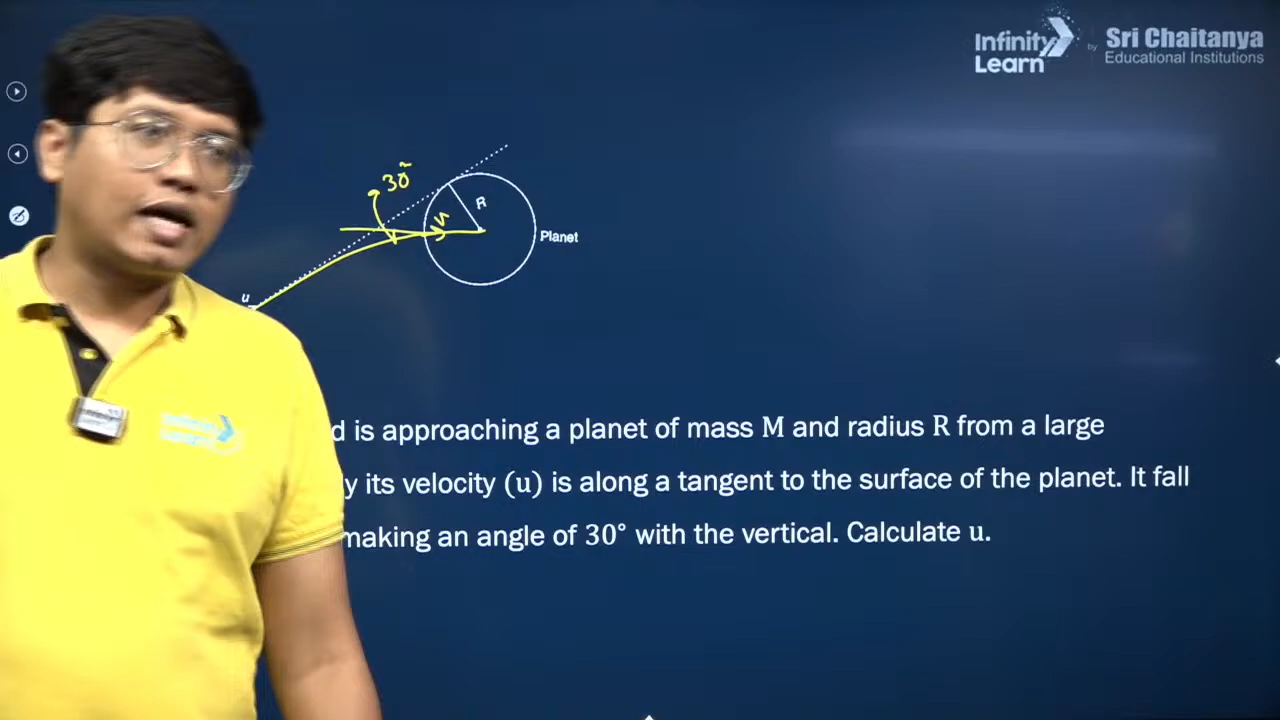 Infinity Learn
by
Sri Chaitanya
Educational Institutions
30°
R
Planet
u
is approaching a planet of mass M and radius R from a large
its velocity (u) is along a tangent to the surface of the planet. It fall
making an angle of 30° with the vertical. Calculate u.
Infinity Learn